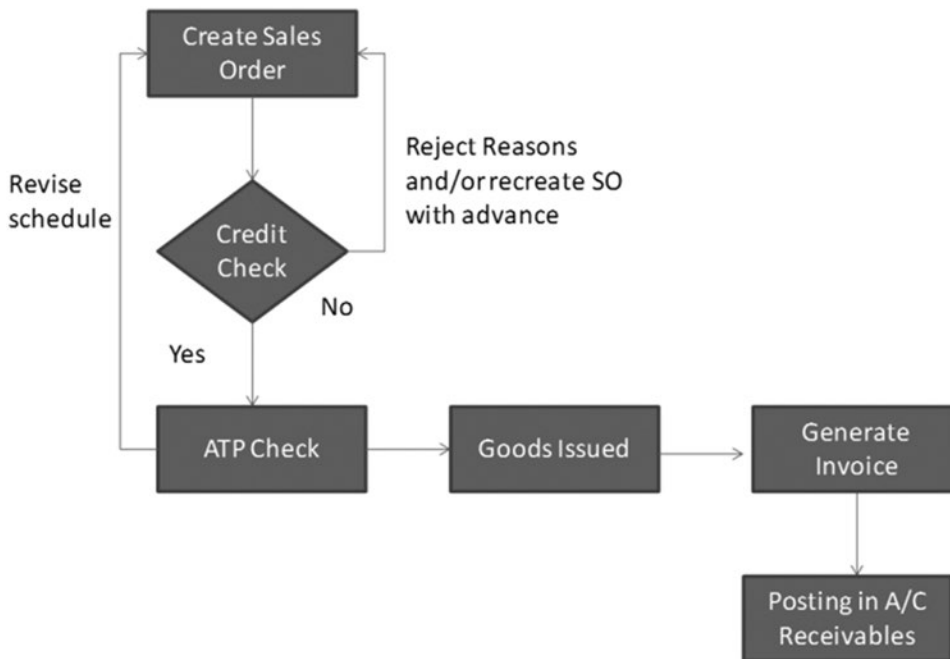 Create Sales
Order
Reject Reasons
and/or recreate SO
with advance
Revise
schedule
Credit
Check
No
Yes
ATP Check
Goods Issued
Generate
Invoice
Posting in A/C
Receivables